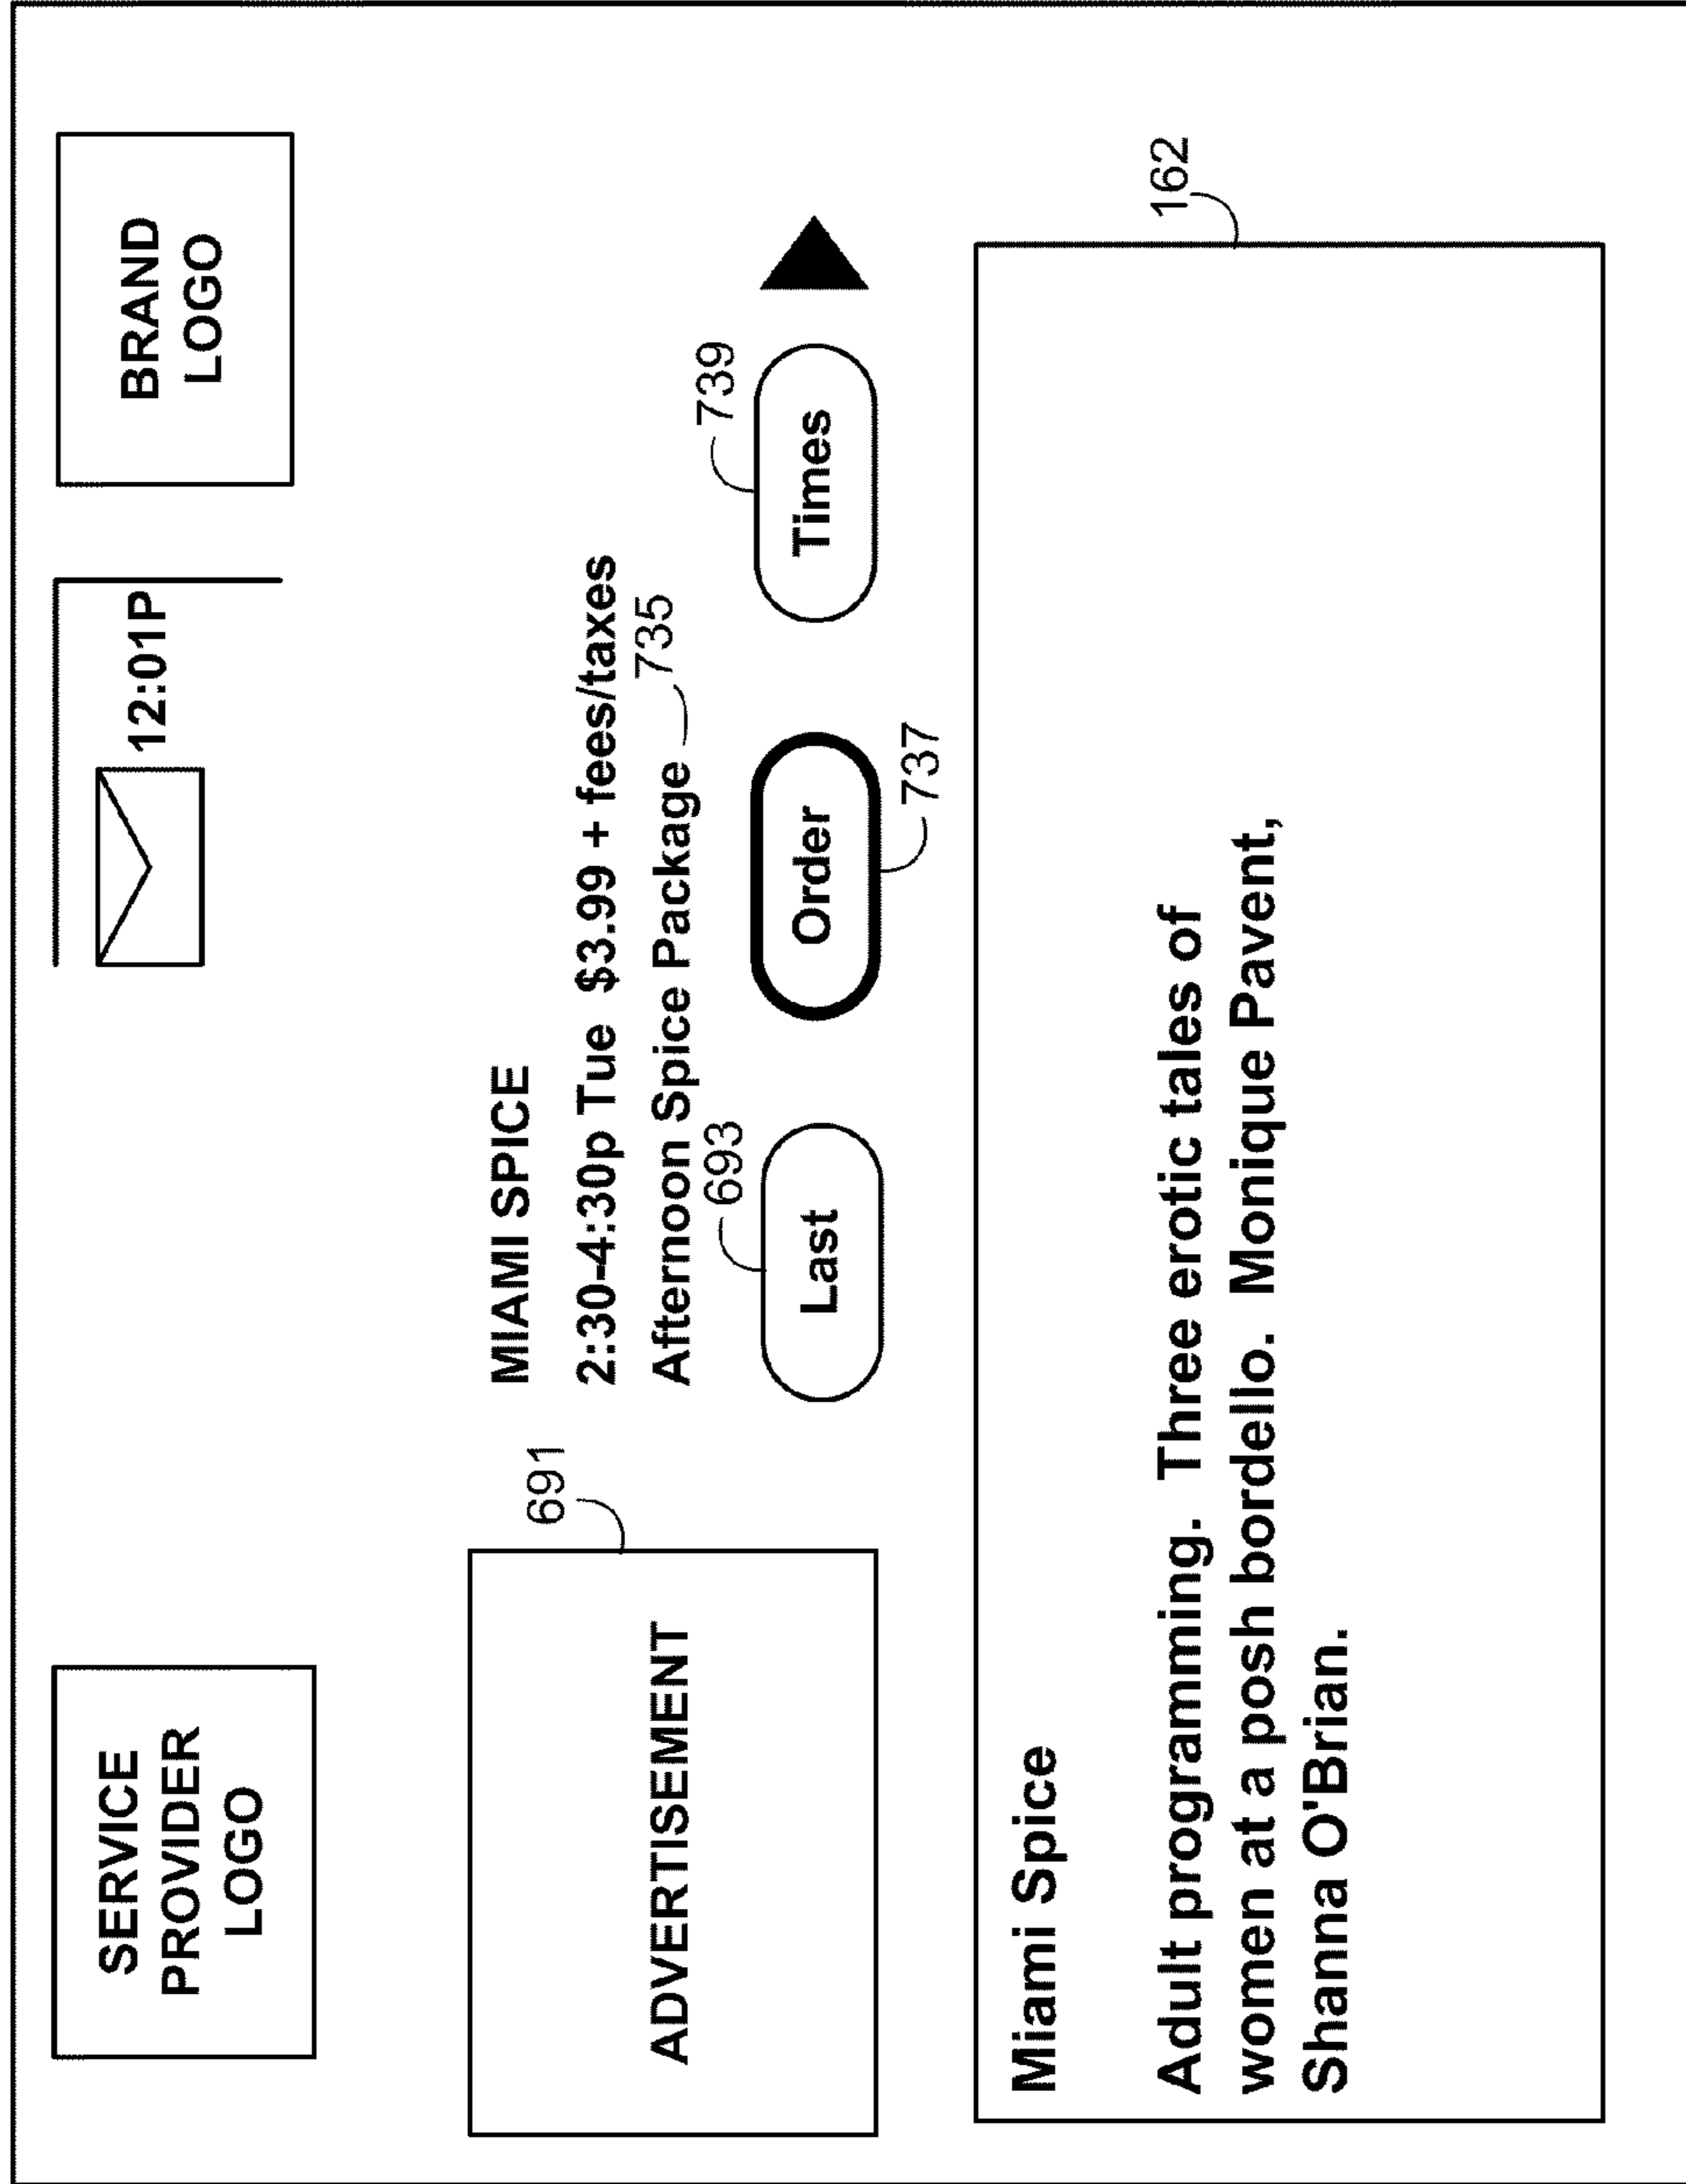 SERVICE
PROVIDER
LOGO
12:01P
BRAND
LOGO
ADVERTISEMENT
691
MIAMI SPICE
2:30-4:30p Tue $3.99 + fees/taxes
Afternoon Spice Package
735
693
739
Last
Order
Times
737
162
Miami Spice
Adult programming. Three erotic tales of
women at a posh bordello. Monique Pavent,
Shanna O'Brian.